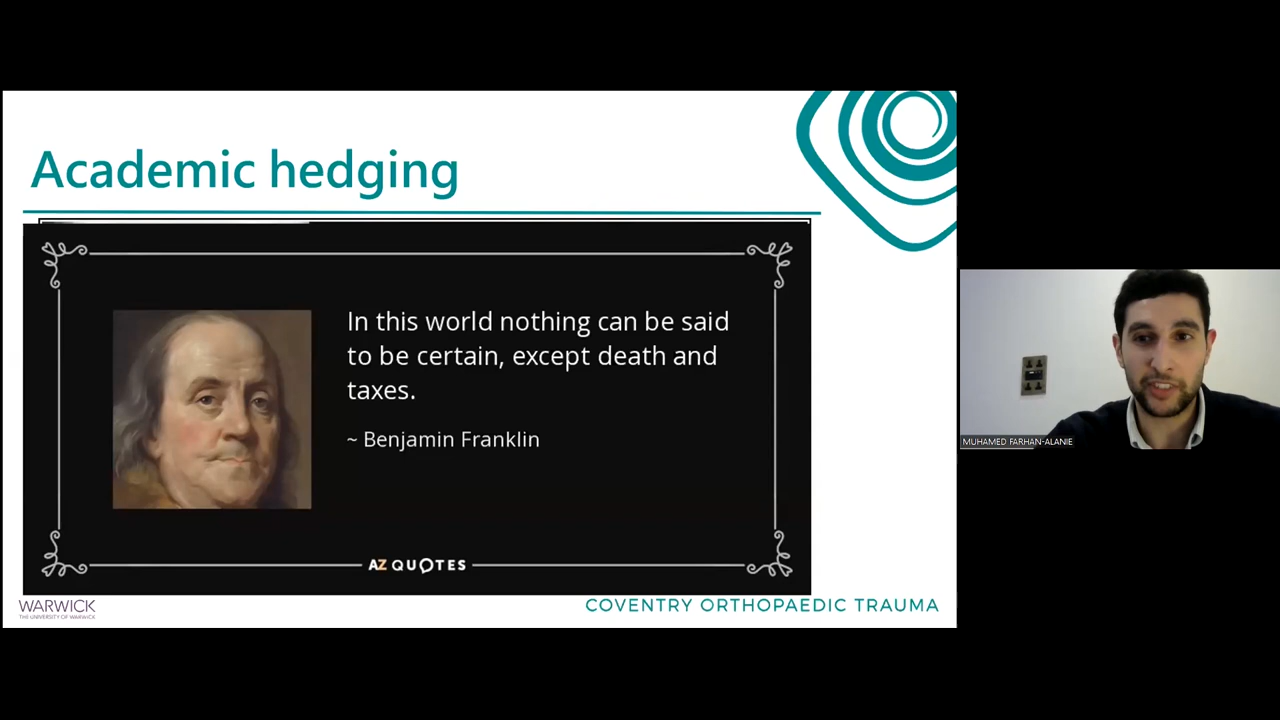 Academic hedging
In this world nothing can be said
to be certain, except death and
taxes.
~ Benjamin Franklin
AZ QUOTES
WARWICK
THE UNIVERSITY OF WARWICK
COVENTRY ORTHOPAEDIC TRAUMA
MUHAMED FARHAN-ALANIE